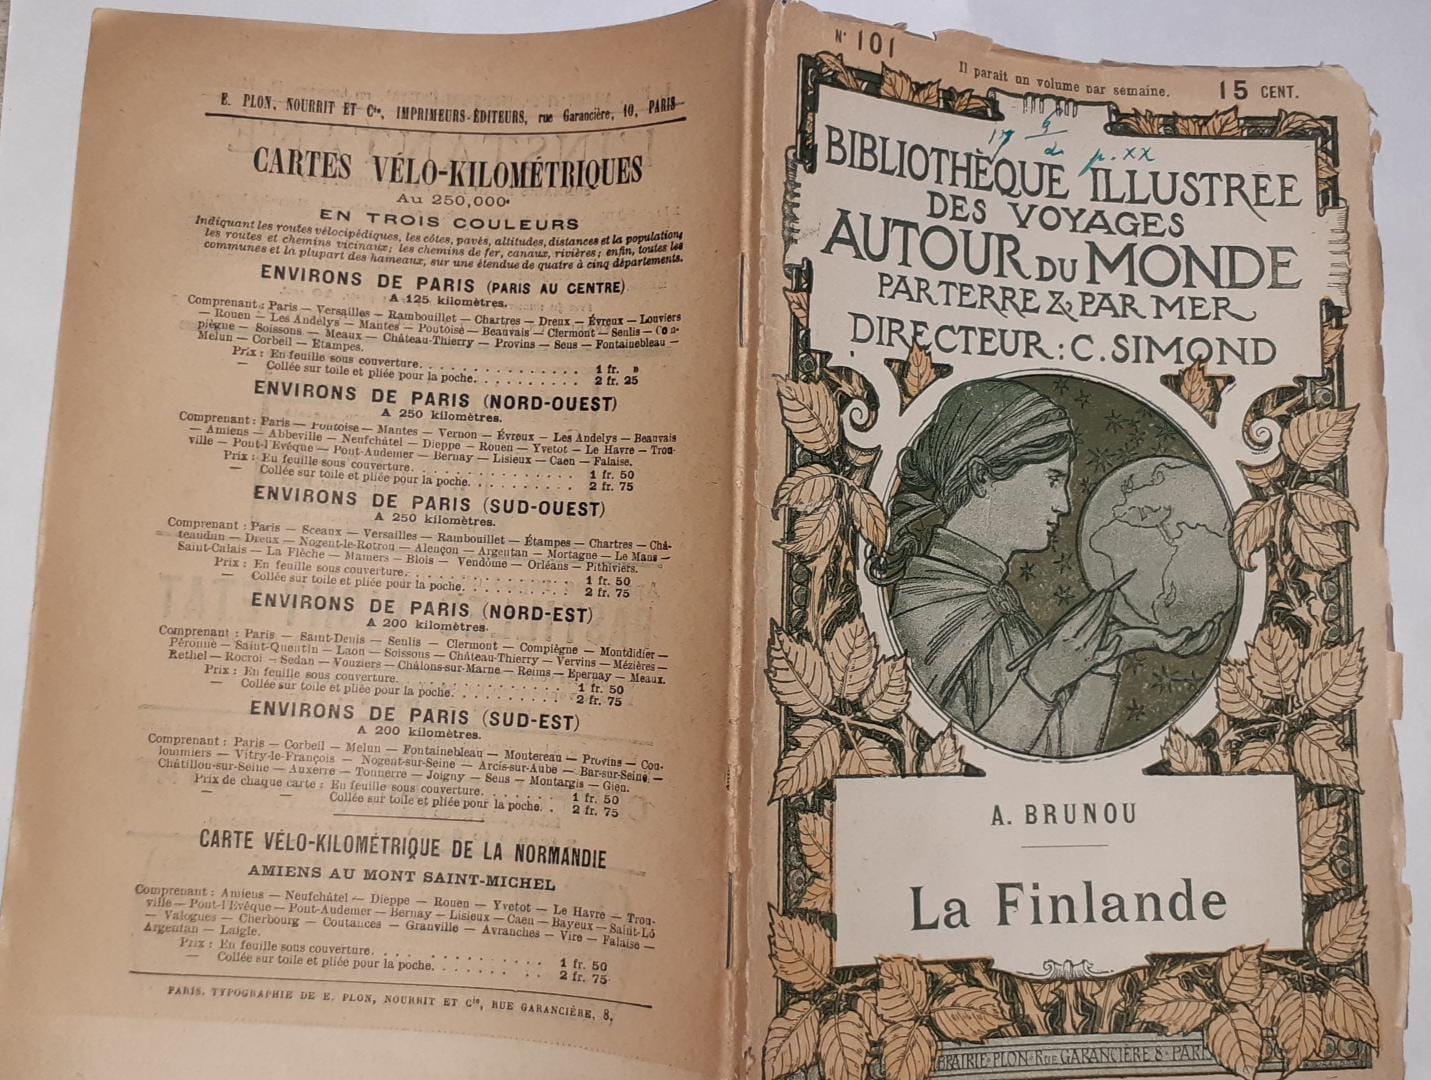 E. PLON, NOURRIT ET Cie, IMPRIMEURS-ÉDITEURS, rue Garancière, 10, PARIS
CARTES VÉLO-KILOMÉTRIQUES
Au 250,000e
EN TROIS COULEURS
Indiquant les routes vélocipédiques, les côtes, pavés, altitudes, distances et la population,
les routes et chemins vicinaux; les chemins de fer, canaux, rivières; enfin, toutes les
communes et la plupart des hameaux, sur une étendue de quatre à cinq départements.
ENVIRONS DE PARIS (PARIS AU CENTRE)
A 125 kilomètres.
Comprenant : Paris — Versailles — Rambouillet — Chartres — Dreux — Évreux — Louviers
— Rouen — Les Andelys — Mantes — Poutoise — Beauvais — Clermont — Senlis — Com-
piègne — Soissons — Meaux — Château-Thierry — Provins — Sens — Fontainebleau —
Melun — Corbeil — Etampes.
Prix : En feuille sous couverture. . . . . . . . . . . . 1 fr. »
— Collée sur toile et pliée pour la poche. . . . . . . . . . . 2 fr. 25
ENVIRONS DE PARIS (NORD-OUEST)
A 250 kilomètres.
Comprenant : Paris — Pontoise — Mantes — Vernon — Évreux — Les Andelys — Beauvais
— Amiens — Abbeville — Neufchâtel — Dieppe — Rouen — Yvetot — Le Havre — Trou-
ville — Pont-l'Évêque — Pont-Audemer — Bernay — Lisieux — Caen — Falaise.
Prix : En feuille sous couverture. . . . . . . . . . . . 1 fr. 50
— Collée sur toile et pliée pour la poche. . . . . . . . . . 2 fr. 75
ENVIRONS DE PARIS (SUD-OUEST)
A 250 kilomètres.
Comprenant : Paris — Sceaux — Versailles — Rambouillet — Étampes — Chartres — Châ-
teaudun — Dreux — Nogent-le-Rotrou — Alençon — Argentan — Mortagne — Le Mans —
Saint-Calais — La Flèche — Mamers — Blois — Vendôme — Orléans — Pithiviers.
Prix : En feuille sous couverture. . . . . . . . . . . . 1 fr. 50
— Collée sur toile et pliée pour la poche. . . . . . . . . . 2 fr. 75
ENVIRONS DE PARIS (NORD-EST)
A 200 kilomètres.
Comprenant : Paris — Saint-Denis — Senlis — Clermont — Compiègne — Montdidier —
Péronne — Saint-Quentin — Laon — Soissons — Château-Thierry — Vervins — Mézières —
Rethel — Rocroi — Sedan — Vouziers — Châlons-sur-Marne — Reims — Epernay — Meaux.
Prix : En feuille sous couverture. . . . . . . . . . . . 1 fr. 50
— Collée sur toile et pliée pour la poche. . . . . . . . . . 2 fr. 75
ENVIRONS DE PARIS (SUD-EST)
A 200 kilomètres.
Comprenant : Paris — Corbeil — Melun — Fontainebleau — Montereau — Provins — Cou-
lommiers — Vitry-le-François — Nogent-sur-Seine — Arcis-sur-Aube — Bar-sur-Seine —
Châtillon-sur-Seine — Auxerre — Tonnerre — Joigny — Sens — Montargis — Gien.
Prix de chaque carte : En feuille sous couverture. . . . . . . 1 fr. 50
— — Collée sur toile et pliée pour la poche. . 2 fr. 75
CARTE VÉLO-KILOMÉTRIQUE DE LA NORMANDIE
AMIENS AU MONT SAINT-MICHEL
Comprenant : Amiens — Neufchâtel — Dieppe — Rouen — Yvetot — Le Havre — Trou-
ville — Pont-l'Evêque — Pont-Audemer — Bernay — Lisieux — Caen — Bayeux — Saint-Lô
— Valognes — Cherbourg — Coutances — Granville — Avranches — Vire — Falaise —
Argentan — Laigle.
Prix : En feuille sous couverture. . . . . . . . . . . . 1 fr. 50
— Collée sur toile et pliée pour la poche. . . . . . . . . . 2 fr. 75
PARIS. TYPOGRAPHIE DE E. PLON, NOURRIT ET Cie, RUE GARANCIÈRE, 8.
N° 101
Il paraît un volume par semaine.
15 CENT.
p. XX
BIBLIOTHÈQUE ILLUSTRÉE
DES VOYAGES
AUTOUR DU MONDE
PAR TERRE & PAR MER
DIRECTEUR : C. SIMOND
A. BRUNOU
La Finlande
LIBRAIRIE · PLON · RUE GARANCIÈRE 8 · PARIS